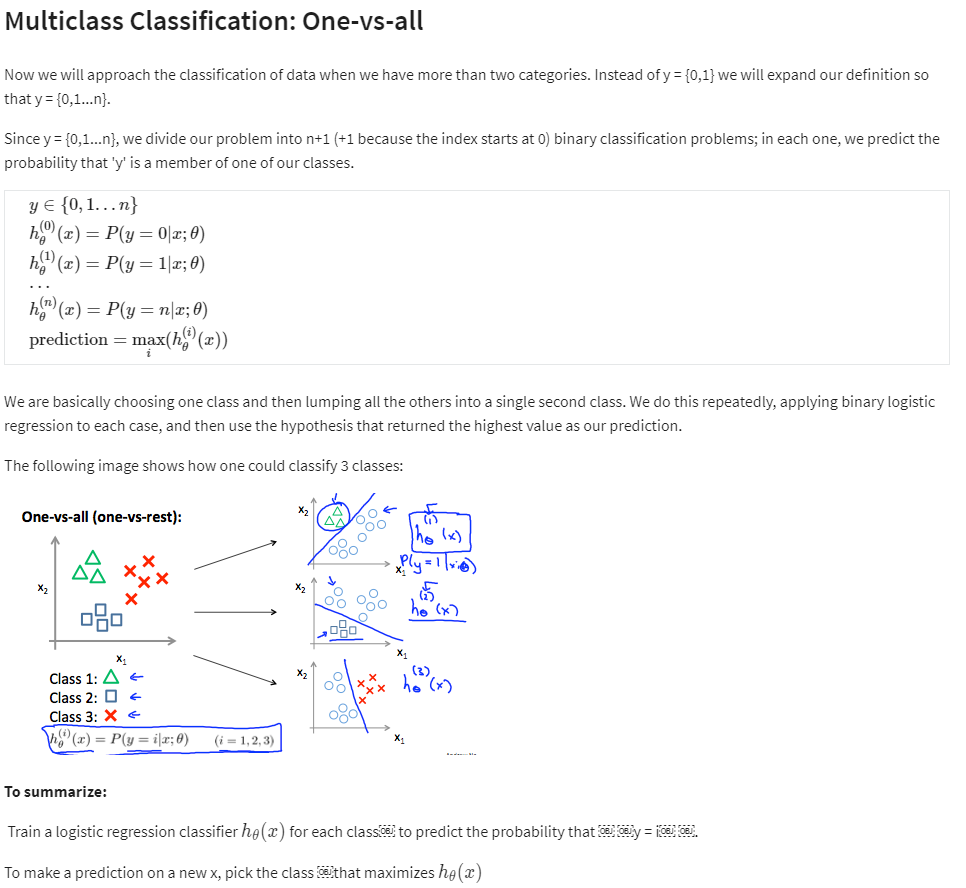 Multiclass Classification: One-vs-all
Now we will approach the classification of data when we have more than two categories. Instead of y = {0,1} we will expand our definition so
that y = {0,1...n}.
Since y = {0,1...n}, we divide our problem into n+1 (+1 because the index starts at 0) binary classification problems; in each one, we predict the
probability that 'y' is a member of one of our classes.
y ∈ {0, 1...n}
h_θ^(0)(x) = P(y = 0|x; θ)
h_θ^(1)(x) = P(y = 1|x; θ)
...
h_θ^(n)(x) = P(y = n|x; θ)
prediction = max_i(h_θ^(i)(x))
We are basically choosing one class and then lumping all the others into a single second class. We do this repeatedly, applying binary logistic
regression to each case, and then use the hypothesis that returned the highest value as our prediction.
The following image shows how one could classify 3 classes:
One-vs-all (one-vs-rest):
x₂
x₁
Class 1:
Class 2:
Class 3:
h_θ^(i)(x) = P(y = i|x; θ) (i = 1, 2, 3)
x₂
x₁
h_θ^(1)(x)
P(y=1|x;θ)
x₂
x₁
h_θ^(2)(x)
x₂
x₁
h_θ^(3)(x)
To summarize:
Train a logistic regression classifier h_θ(x) for each class￼ to predict the probability that ￼ ￼y = i￼ ￼.
To make a prediction on a new x, pick the class ￼that maximizes h_θ(x)